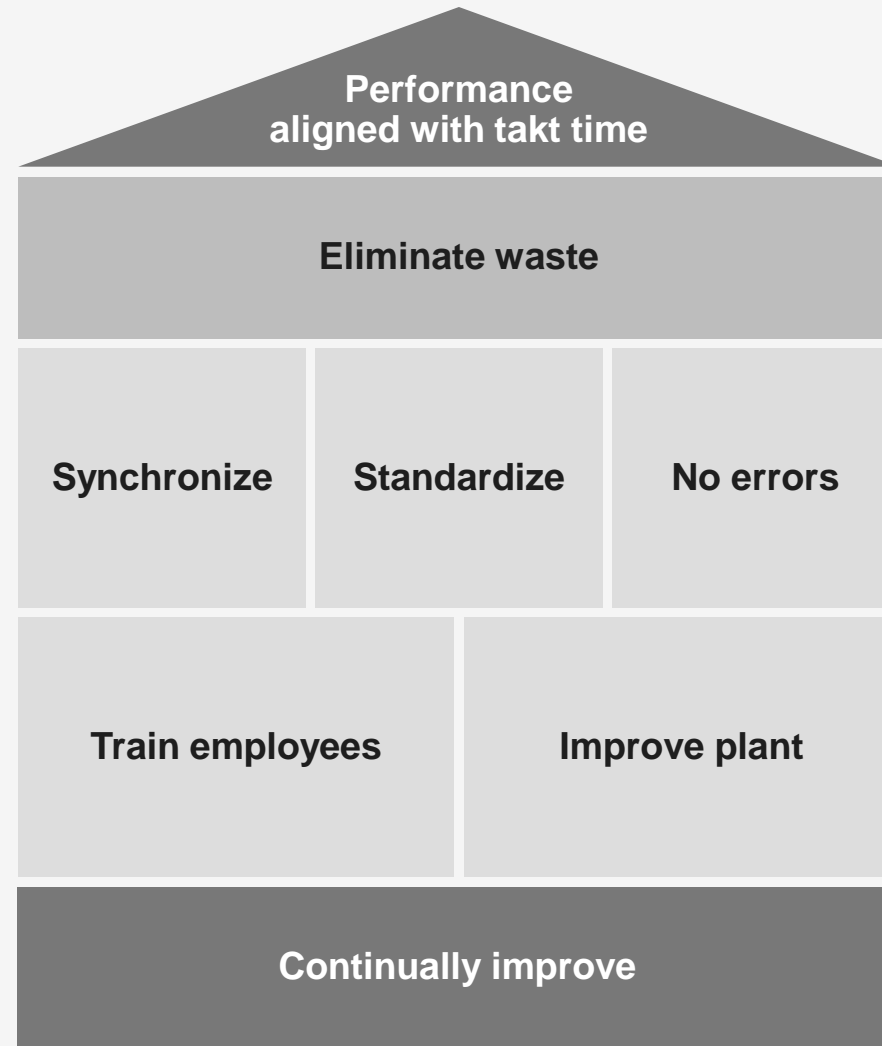 Performance
aligned with takt time
Eliminate waste
Synchronize
Standardize
No errors
Train employees
Improve plant
Continually improve